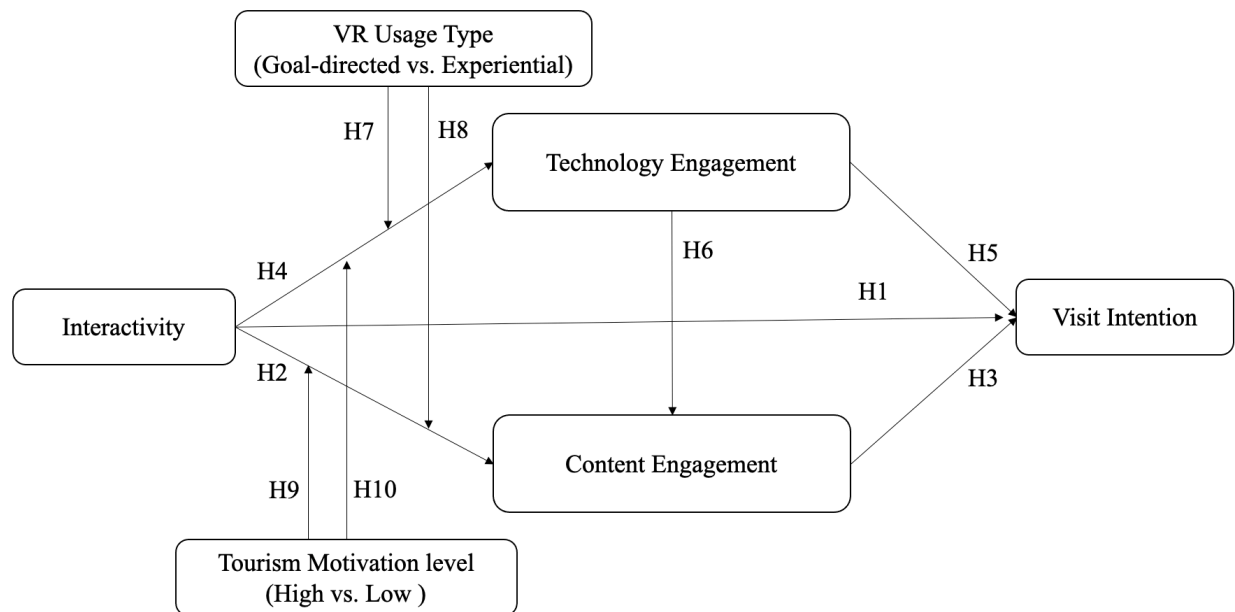 VR Usage Type
(Goal-directed vs. Experiential)
H7
H8
Technology Engagement
H4
H6
H5
H1
Interactivity
Visit Intention
H2
H3
Content Engagement
H9
H10
Tourism Motivation level
(High vs. Low )